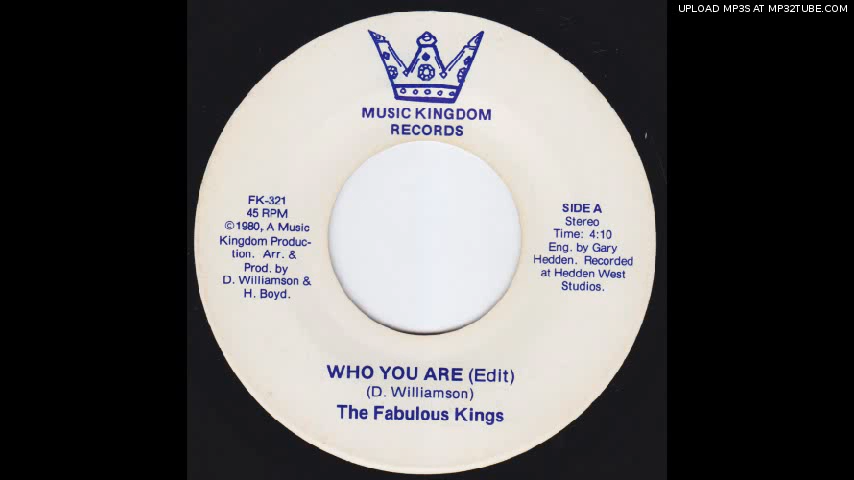 UPLOAD MP3S AT MP32TUBE.COM
MUSIC KINGDOM
RECORDS
FK-321
45 RPM
©1980, A Music
Kingdom Produc-
tion. Arr. &
Prod. by
D. Williamson &
H. Boyd.
SIDE A
Stereo
Time: 4:10
Eng. by Gary
Hedden. Recorded
at Hedden West
Studios.
WHO YOU ARE (Edit)
(D. Williamson)
The Fabulous Kings